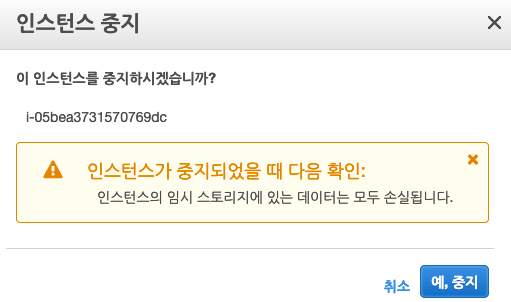 인스턴스 중지
이 인스턴스를 중지하시겠습니까?
i-05bea3731570769dc
인스턴스가 중지되었을 때 다음 확인:
인스턴스의 임시 스토리지에 있는 데이터는 모두 손실됩니다.
취소 예, 중지